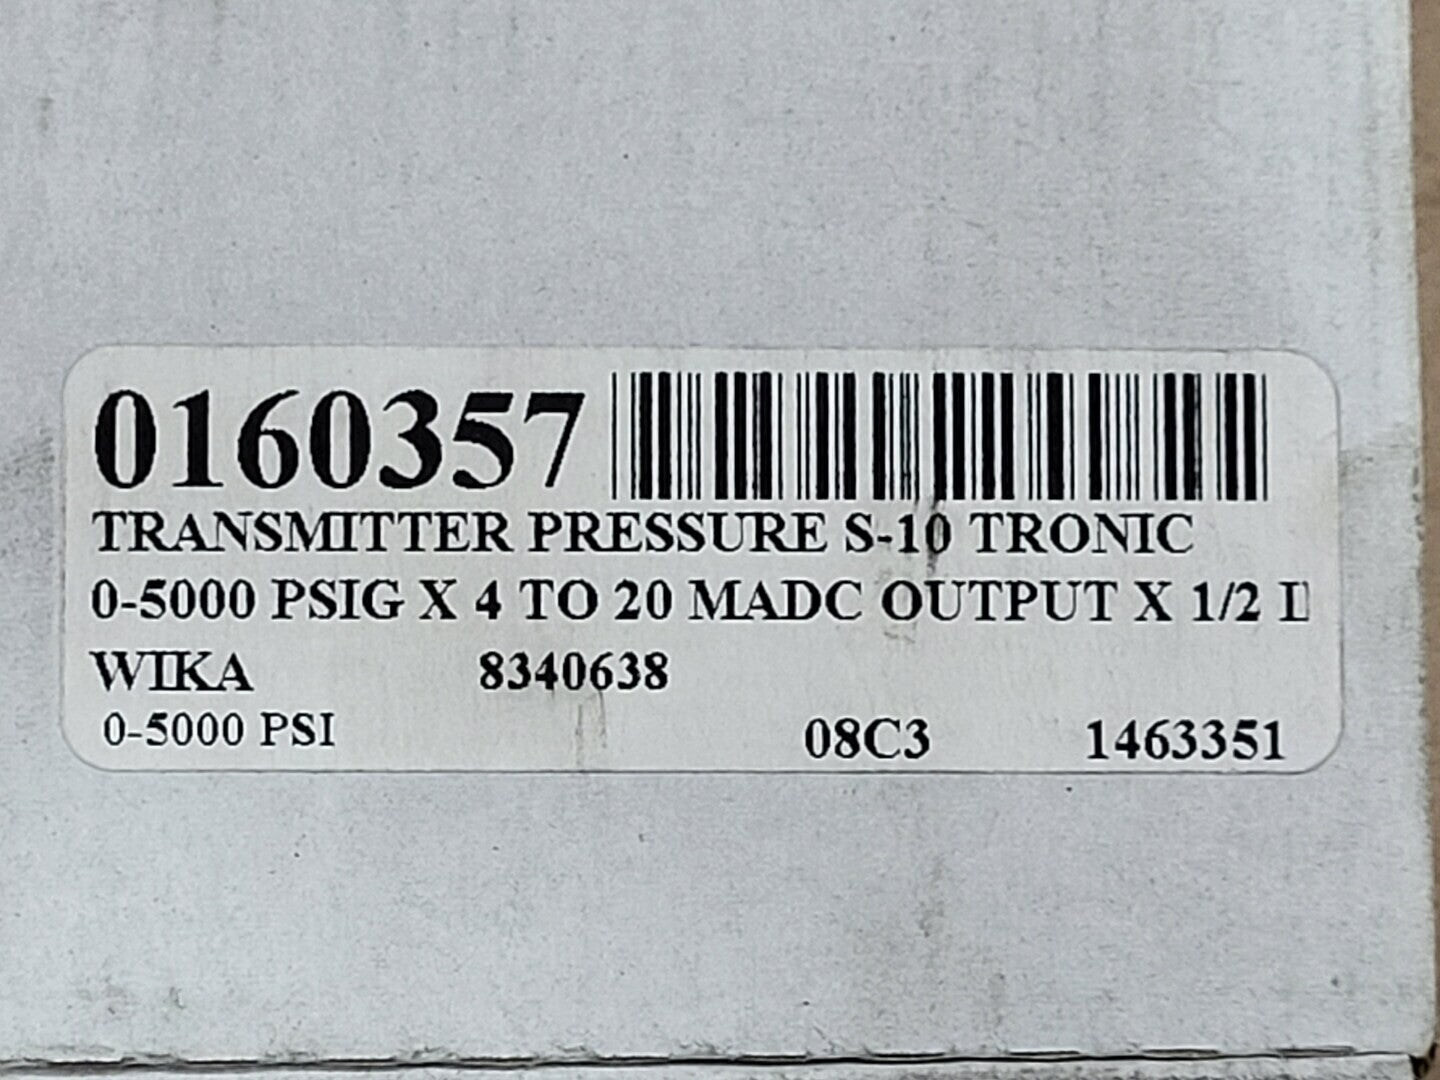 0160357
TRANSMITTER PRESSURE S-10 TRONIC
0-5000 PSIG X 4 TO 20 MADC OUTPUT X 1/2
WIKA 8340638
0-5000 PSI
08C3 1463351